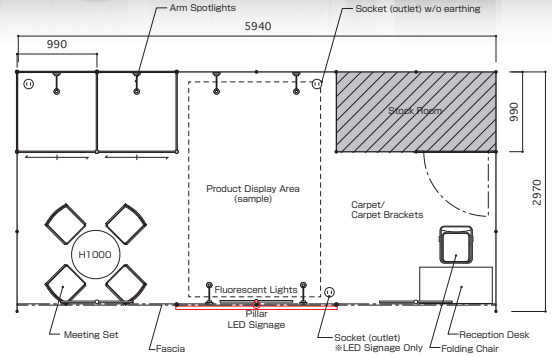 Arm Spotlights
Socket (outlet) w/o earthing
5940
990
Stock Room
990
2970
Product Display Area
(sample)
Carpet/
Carpet Brackets
H1000
Fluorescent Lights
Pillar
LED Signage
Meeting Set
Fascia
Socket (outlet)
※LED Signage Only
Reception Desk
Folding Chair